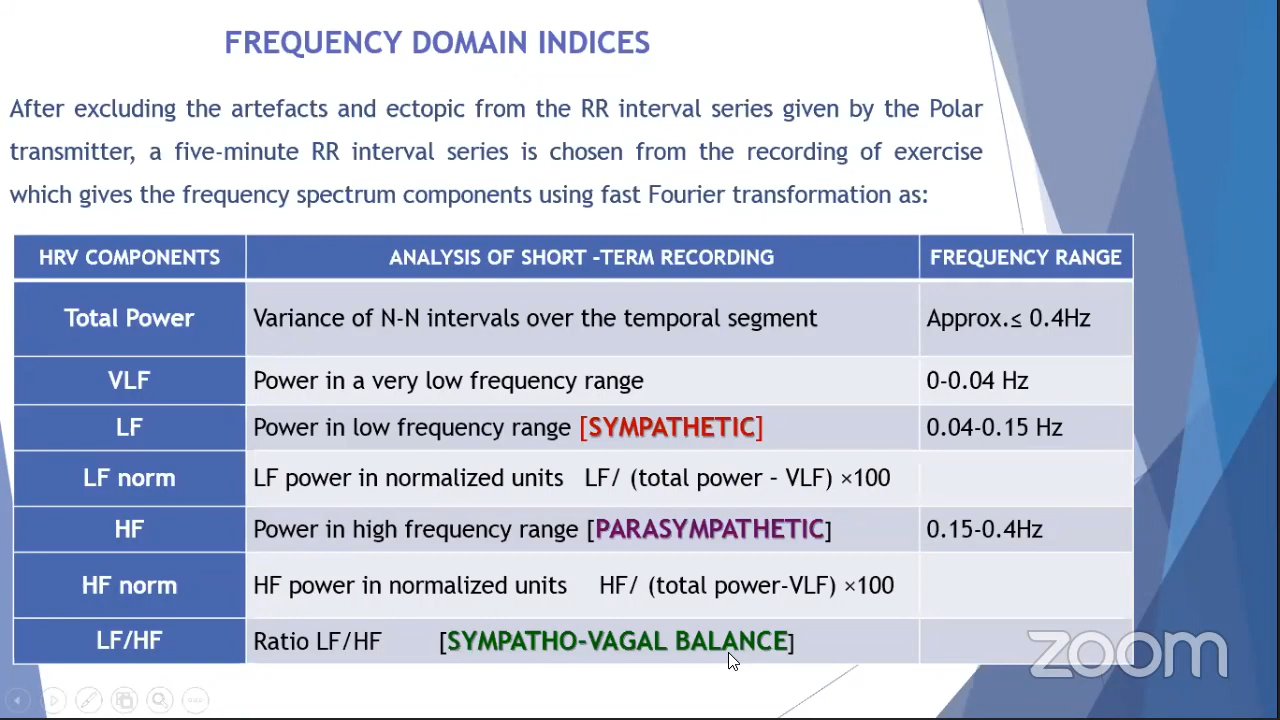 FREQUENCY DOMAIN INDICES
After excluding the artefacts and ectopic from the RR interval series given by the Polar
transmitter, a five-minute RR interval series is chosen from the recording of exercise
which gives the frequency spectrum components using fast Fourier transformation as:
HRV COMPONENTS ANALYSIS OF SHORT -TERM RECORDING FREQUENCY RANGE
Total Power Variance of N-N intervals over the temporal segment Approx.≤ 0.4Hz
VLF Power in a very low frequency range 0-0.04 Hz
LF Power in low frequency range [SYMPATHETIC] 0.04-0.15 Hz
LF norm LF power in normalized units LF/ (total power – VLF) ×100
HF Power in high frequency range [PARASYMPATHETIC] 0.15-0.4Hz
HF norm HF power in normalized units HF/ (total power-VLF) ×100
LF/HF Ratio LF/HF [SYMPATHO-VAGAL BALANCE]
zoom